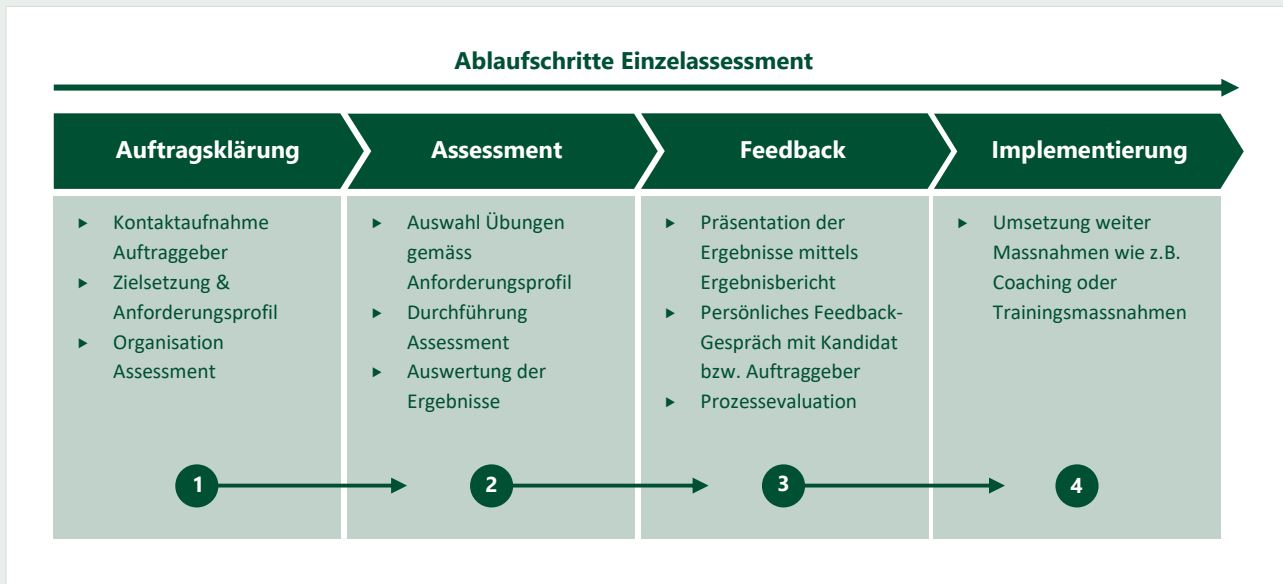 Ablaufschritte Einzelassessment
Auftragsklärung
Assessment
Feedback
Implementierung
Kontaktaufnahme
Auftraggeber
Zielsetzung &
Anforderungsprofil
Organisation
Assessment
Auswahl Übungen
gemäss
Anforderungsprofil
Durchführung
Assessment
Auswertung der
Ergebnisse
Präsentation der
Ergebnisse mittels
Ergebnisbericht
Persönliches Feedback-
Gespräch mit Kandidat
bzw. Auftraggeber
Prozessevaluation
Umsetzung weiter
Massnahmen wie z.B.
Coaching oder
Trainingsmassnahmen
1
2
3
4